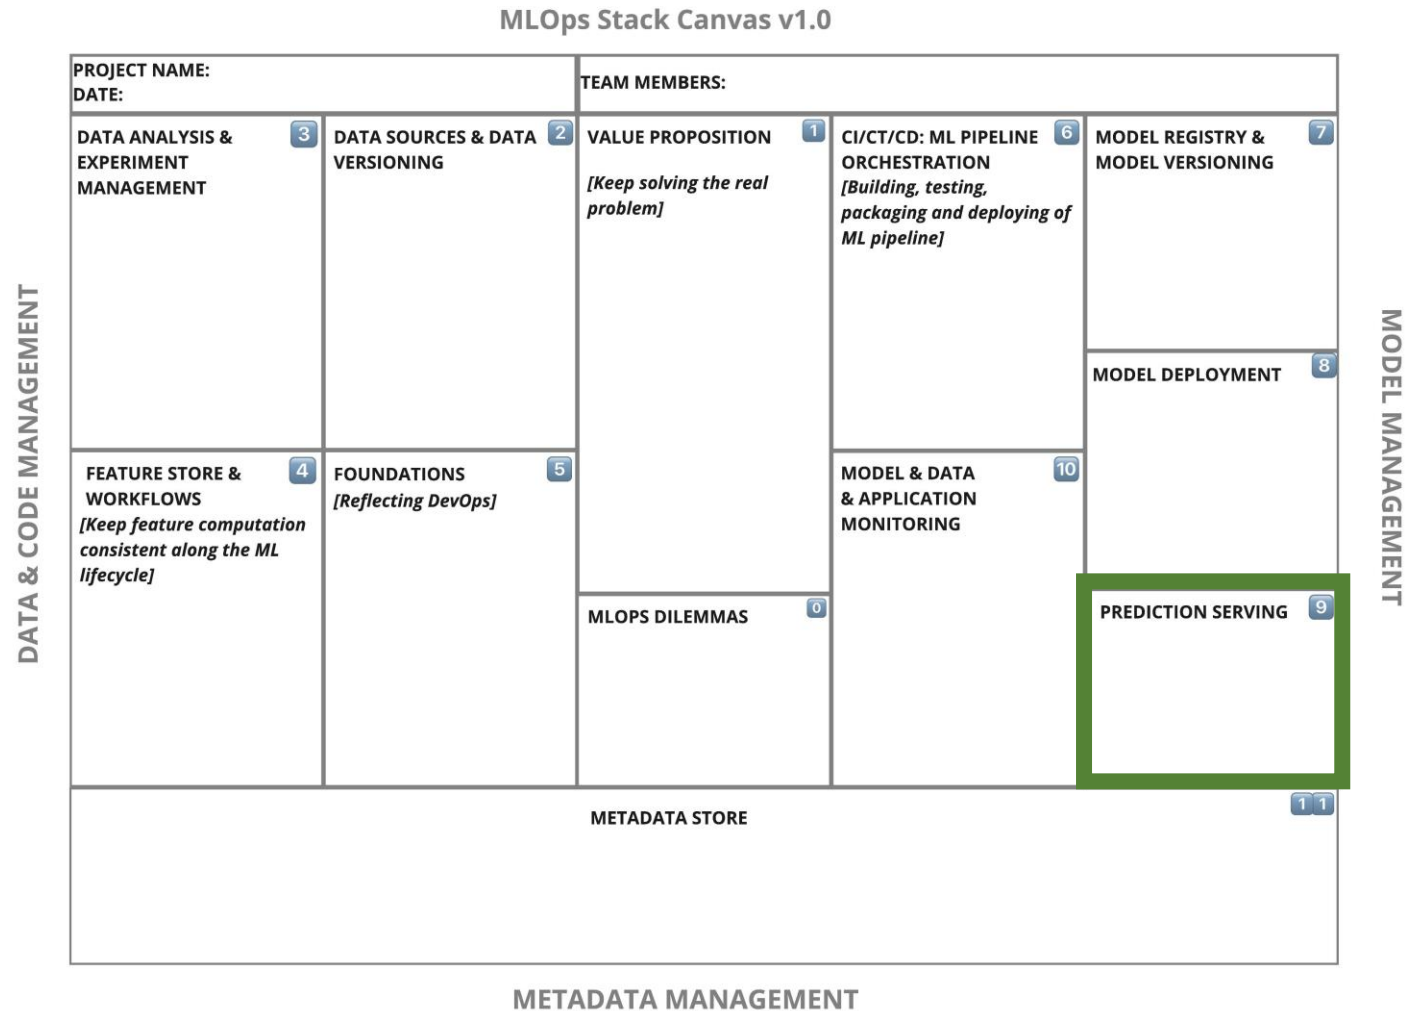 MLOps Stack Canvas v1.0
PROJECT NAME:
DATE:
TEAM MEMBERS:
DATA ANALYSIS &
EXPERIMENT
MANAGEMENT
3
DATA SOURCES & DATA
VERSIONING
2
VALUE PROPOSITION
1
[Keep solving the real
problem]
CI/CT/CD: ML PIPELINE
ORCHESTRATION
6
[Building, testing,
packaging and deploying of
ML pipeline]
MODEL REGISTRY &
MODEL VERSIONING
7
MODEL DEPLOYMENT
8
FEATURE STORE &
WORKFLOWS
4
[Keep feature computation
consistent along the ML
lifecycle]
FOUNDATIONS
5
[Reflecting DevOps]
MLOPS DILEMMAS
0
MODEL & DATA
& APPLICATION
MONITORING
10
PREDICTION SERVING
9
METADATA STORE
11
DATA & CODE MANAGEMENT
MODEL MANAGEMENT
METADATA MANAGEMENT